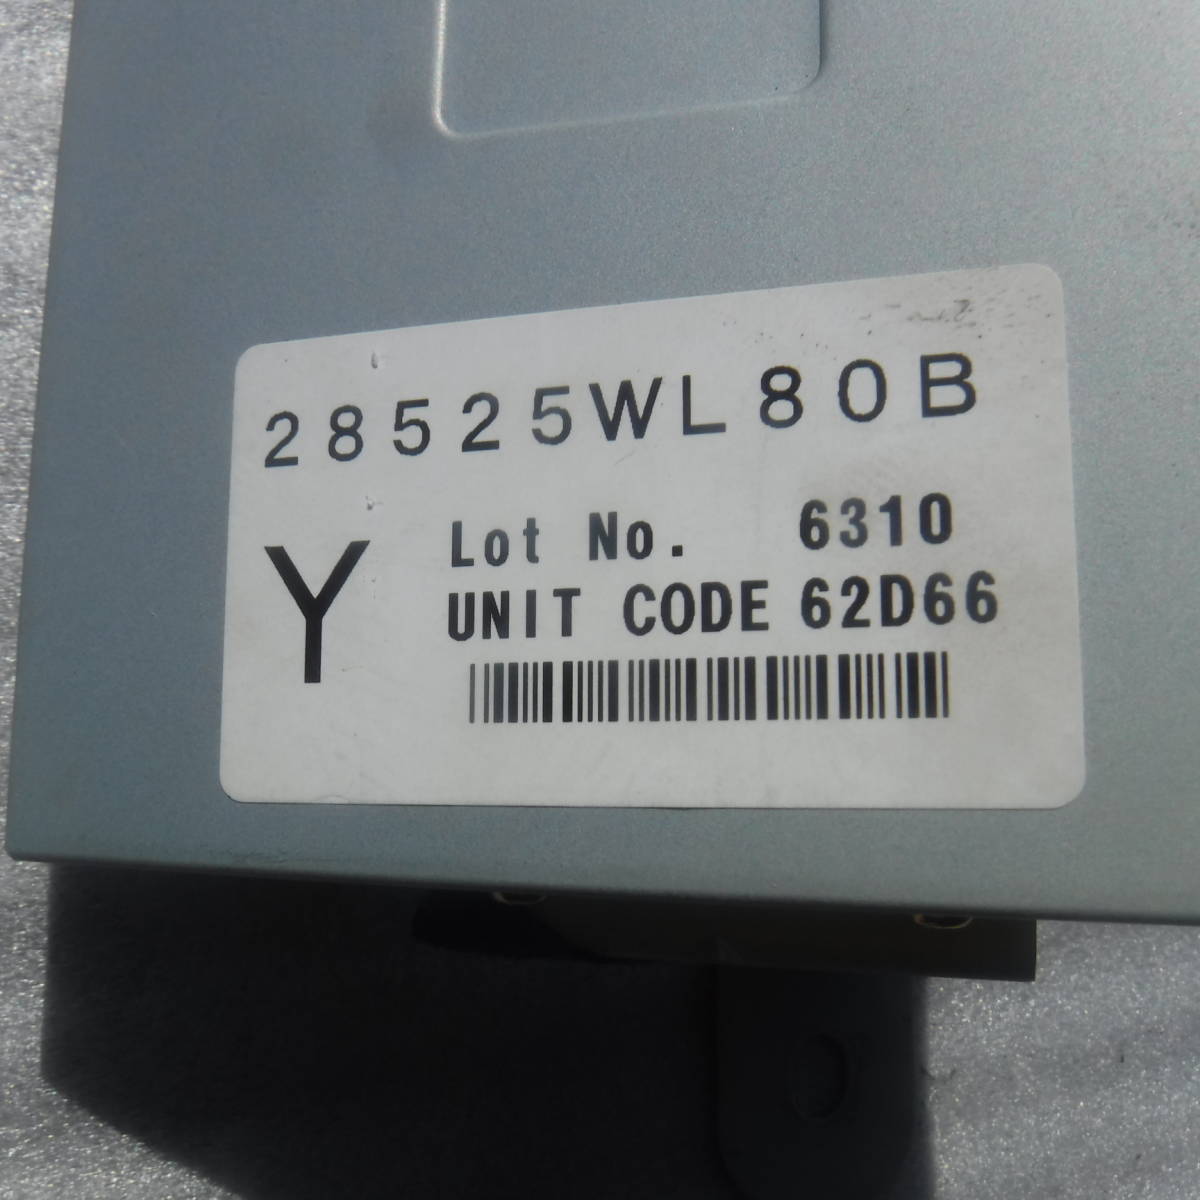 28525WL80B
Y
Lot No. 6310
UNIT CODE 62D66